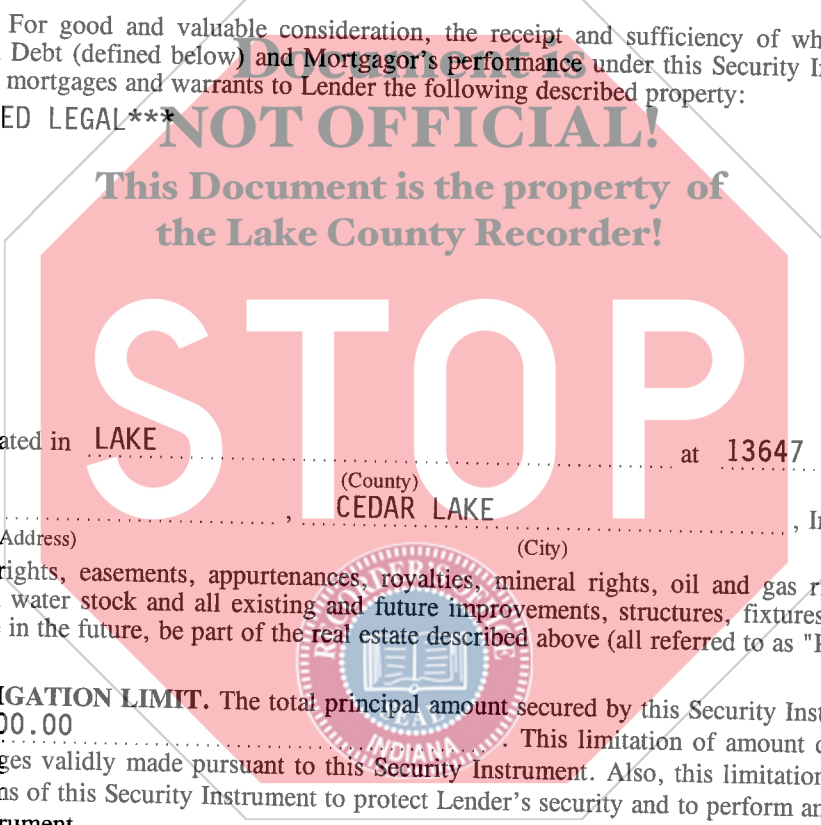 For good and valuable consideration, the receipt and sufficiency of wh
Debt (defined below) and Mortgagor's performance under this Security I
Document is
mortgages and warrants to Lender the following described property:
ED LEGAL***
NOT OFFICIAL!
This Document is the property of
the Lake County Recorder!
STOP
ated in LAKE at 13647
(County)
, CEDAR LAKE , I
Address) (City)
rights, easements, appurtenances, royalties, mineral rights, oil and gas r
water stock and all existing and future improvements, structures, fixtures
in the future, be part of the real estate described above (all referred to as "
RECORDER'S OFFICE
SEAL
INDIANA
IGATION LIMIT. The total principal amount secured by this Security Inst
00.00 . This limitation of amount
ges validly made pursuant to this Security Instrument. Also, this limitation
ns of this Security Instrument to protect Lender's security and to perform an
rument